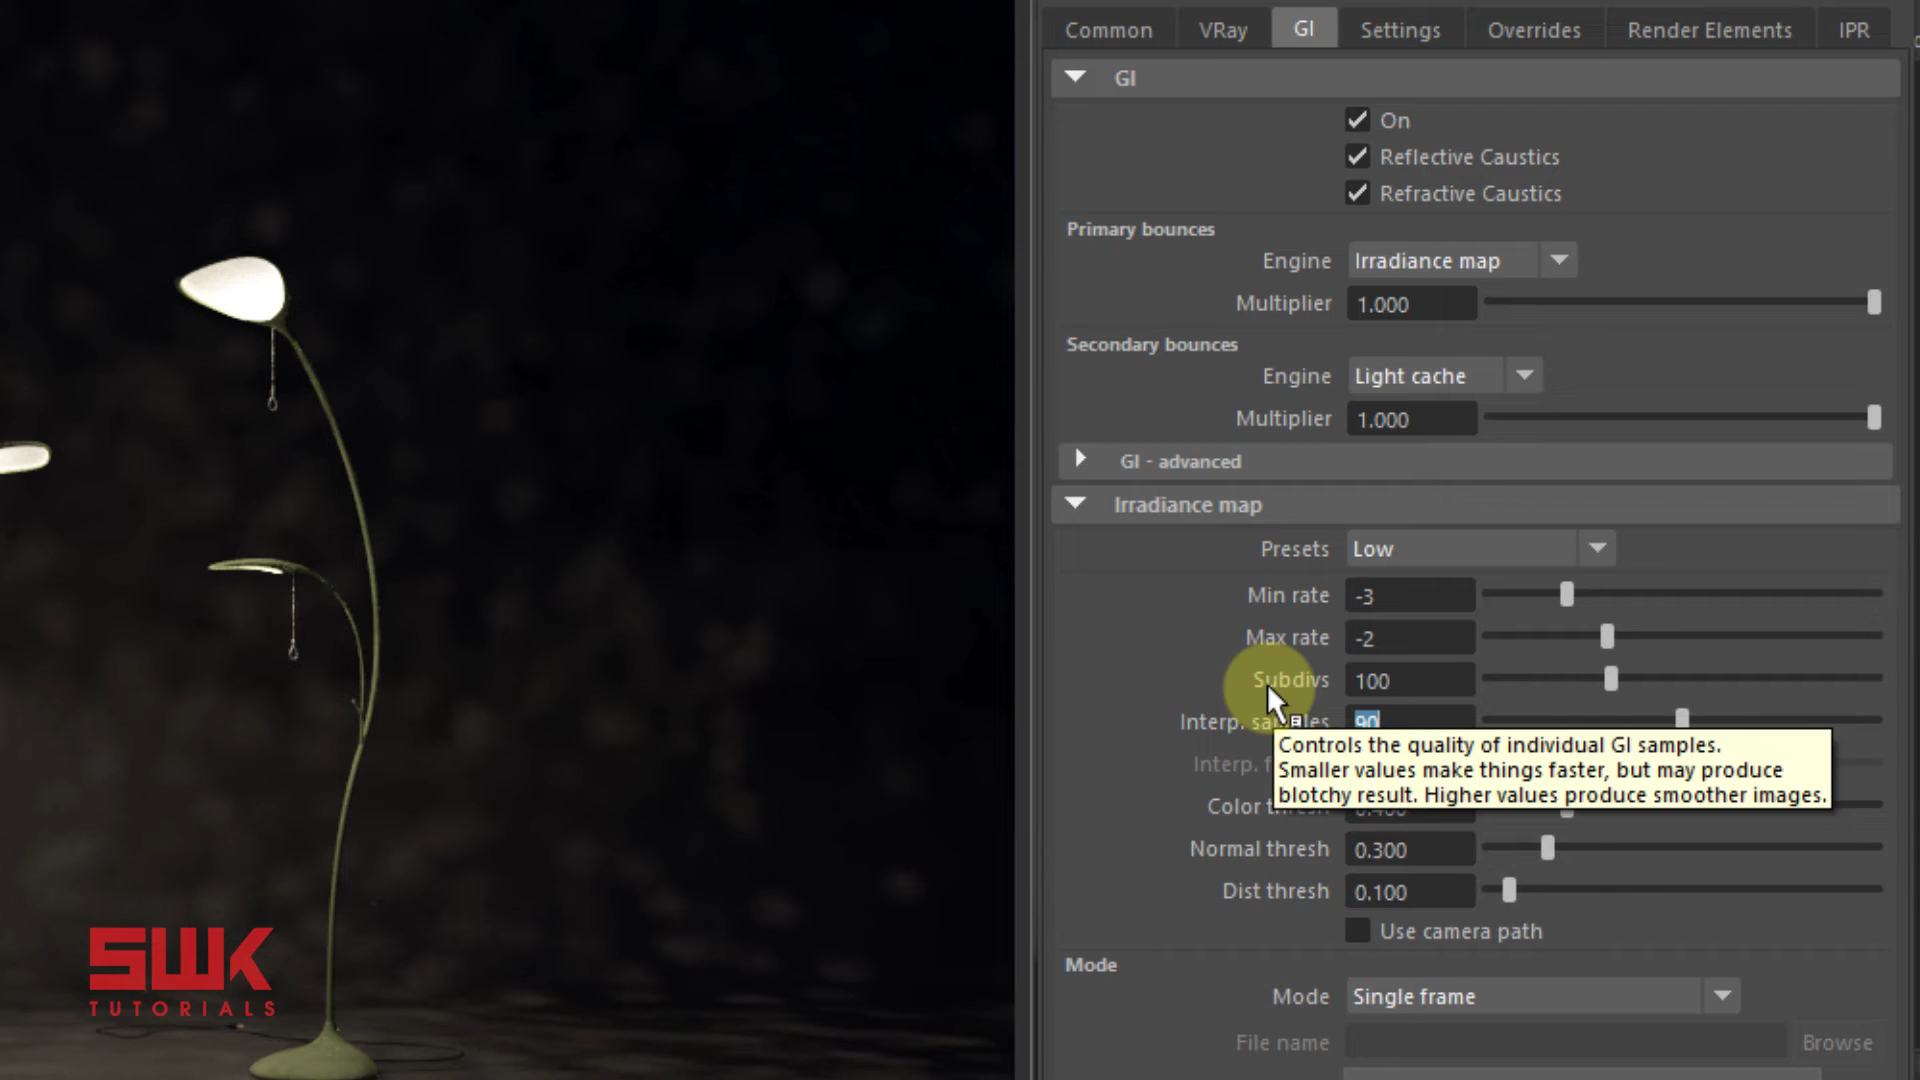 Common VRay GI Settings Overrides Render Elements IPR
GI
On
Reflective Caustics
Refractive Caustics
Primary bounces
Engine Irradiance map
Multiplier 1.000
Secondary bounces
Engine Light cache
Multiplier 1.000
GI - advanced
Irradiance map
Presets Low
Min rate -3
Max rate -2
Subdivs 100
Interp. 90
Controls the quality of individual GI samples.
Smaller values make things faster, but may produce
blotchy result. Higher values produce smoother images.
Interp.
Color
Normal thresh 0.300
Dist thresh 0.100
Use camera path
Mode
Mode Single frame
File name Browse
SWK
TUTORIALS